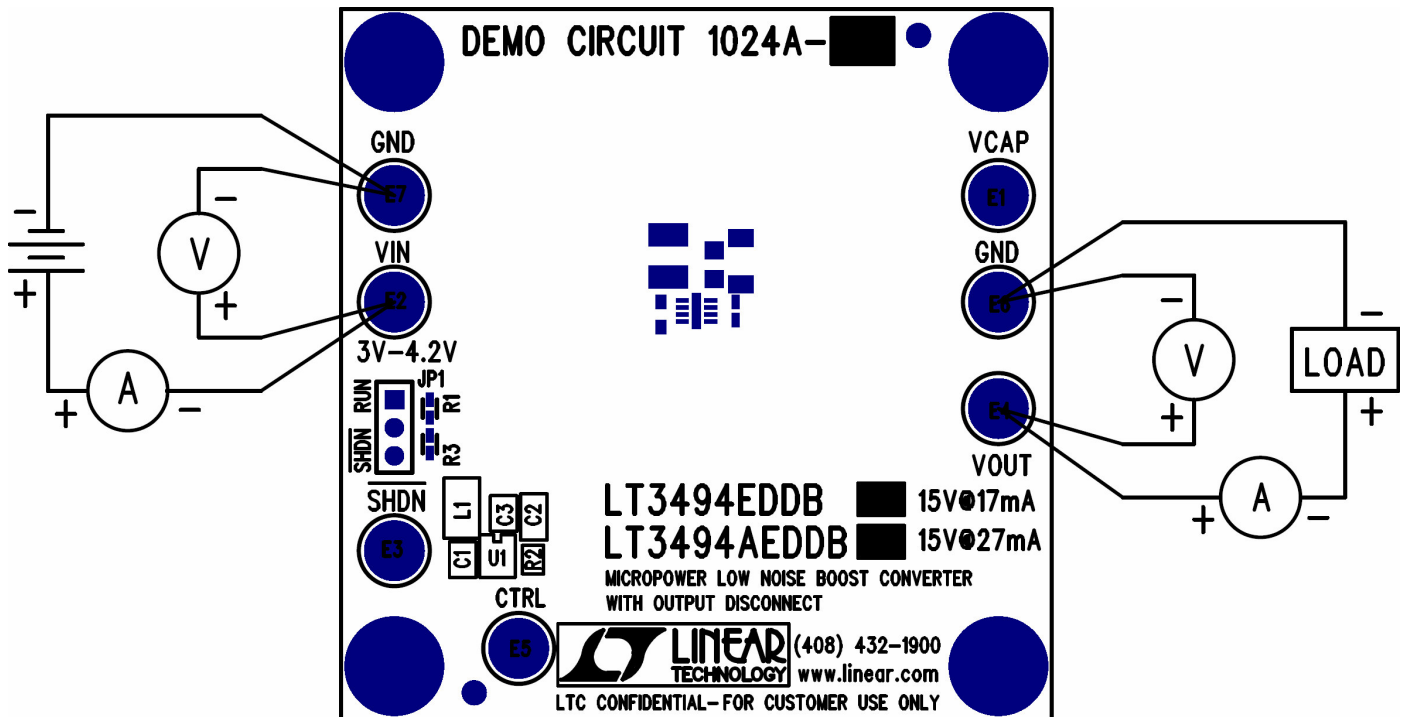 DEMO CIRCUIT 1024A-
GND
E7
VIN
E2
3V-4.2V
- V +
- +
+ A -
JP1
RUN
SHDN
R1
R3
SHDN
E3
L1
C3
C2
C1
U1
R2
CTRL
E5
VCAP
E1
GND
E4
VOUT
- V +
- LOAD +
+ A -
LT3494EDDB 15V@17mA
LT3494AEDDB 15V@27mA
MICROPOWER LOW NOISE BOOST CONVERTER
WITH OUTPUT DISCONNECT
LT LINEAR TECHNOLOGY
(408) 432-1900
www.linear.com
LTC CONFIDENTIAL-FOR CUSTOMER USE ONLY